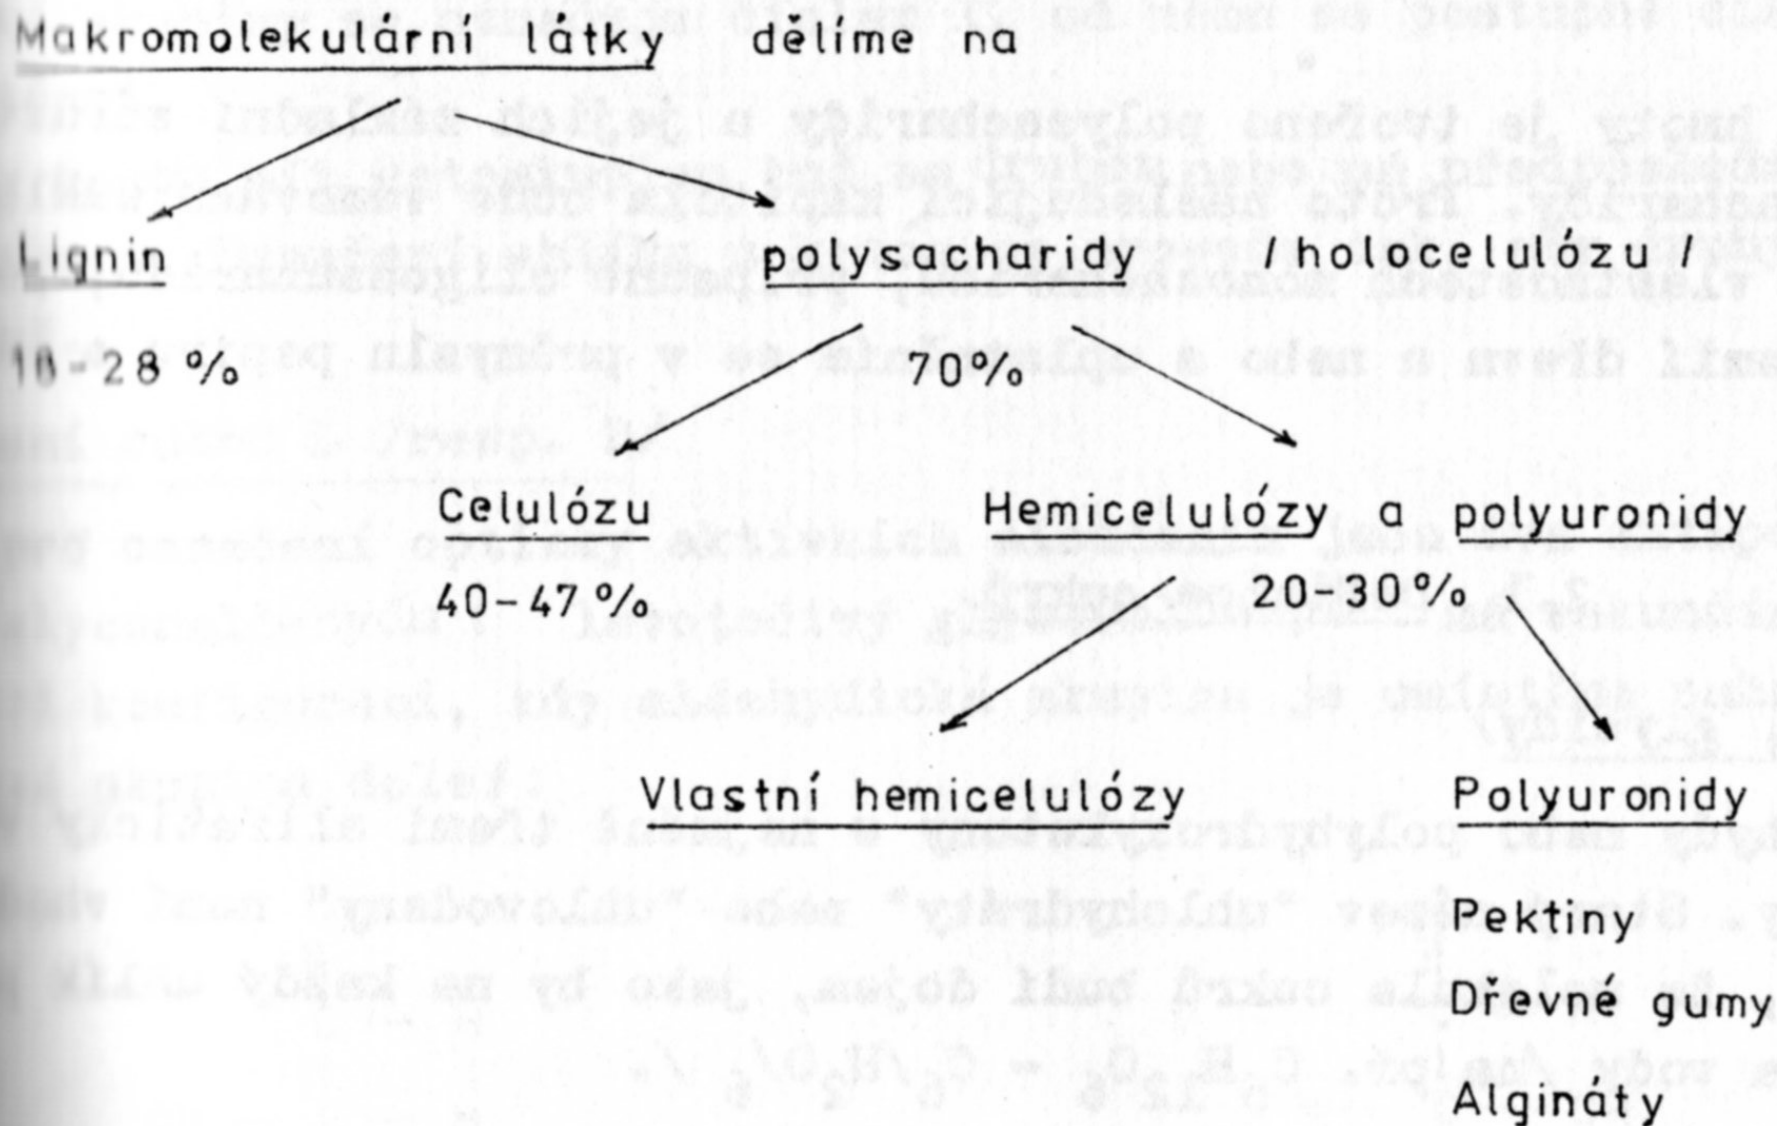 Makromolekulární látky dělíme na
Lignin polysacharidy /holocelulózu/
18-28% 70%
Celulózu Hemicelulózy a polyuronidy
40-47% 20-30%
Vlastní hemicelulózy Polyuronidy
Pektiny
Dřevné gumy
Algináty